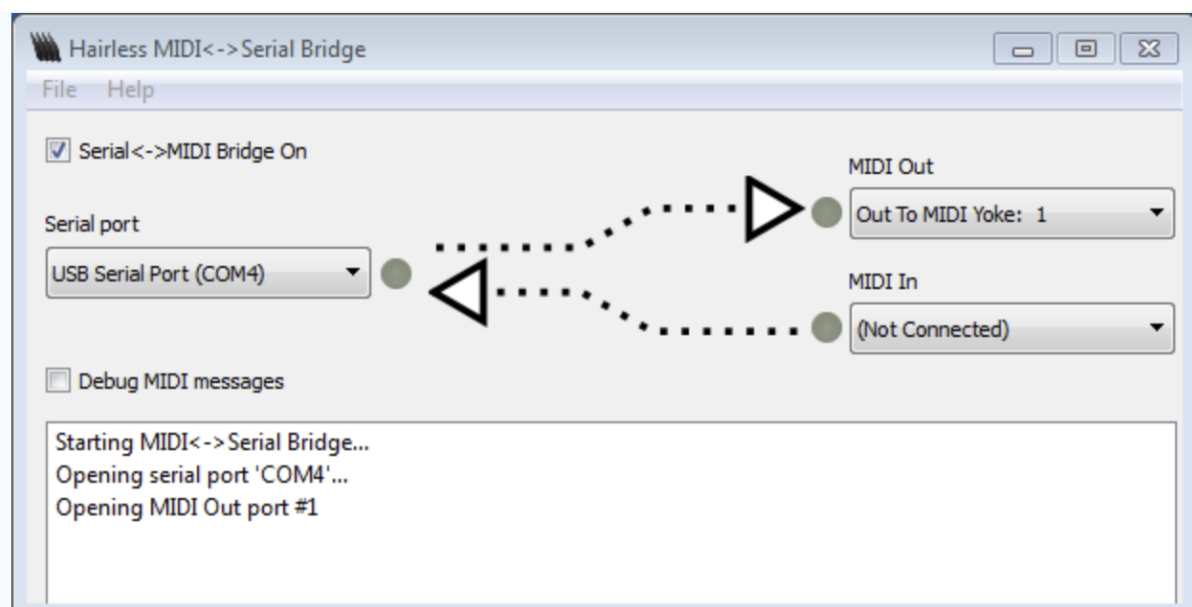 Hairless MIDI<->Serial Bridge
File Help
Serial<->MIDI Bridge On
MIDI Out
Out To MIDI Yoke: 1
Serial port
USB Serial Port (COM4)
MIDI In
(Not Connected)
Debug MIDI messages
Starting MIDI<->Serial Bridge...
Opening serial port 'COM4'...
Opening MIDI Out port #1